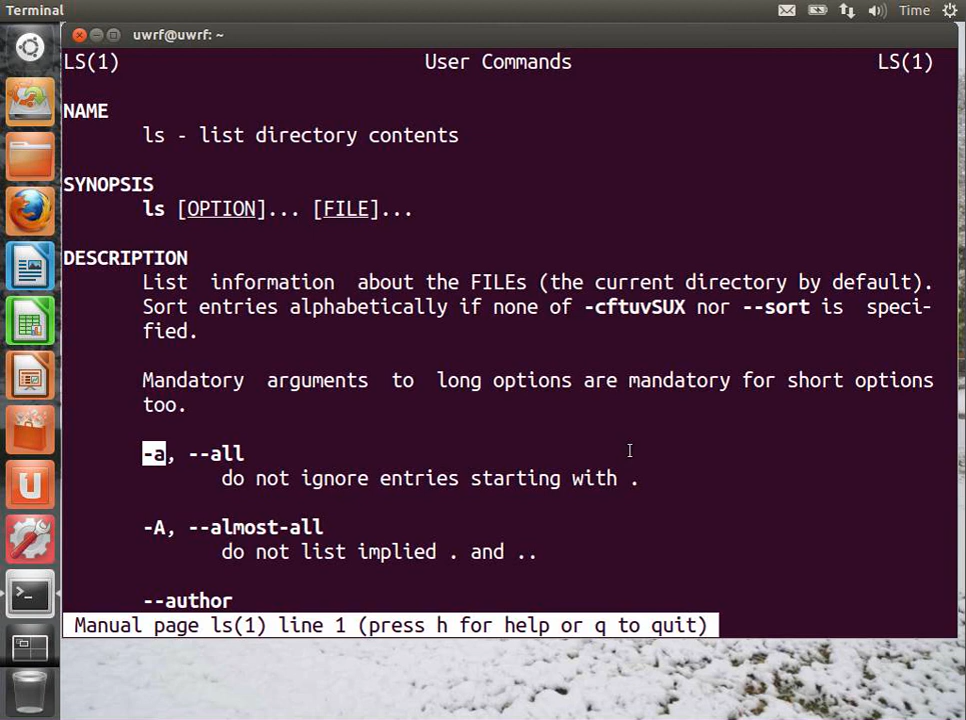 Terminal
Time
uwrf@uwrf: ~
LS(1) User Commands LS(1)
NAME
ls - list directory contents
SYNOPSIS
ls [OPTION]... [FILE]...
DESCRIPTION
List information about the FILEs (the current directory by default).
Sort entries alphabetically if none of -cftuvSUX nor --sort is speci-
fied.
Mandatory arguments to long options are mandatory for short options
too.
-a, --all
do not ignore entries starting with .
-A, --almost-all
do not list implied . and ..
--author
Manual page ls(1) line 1 (press h for help or q to quit)